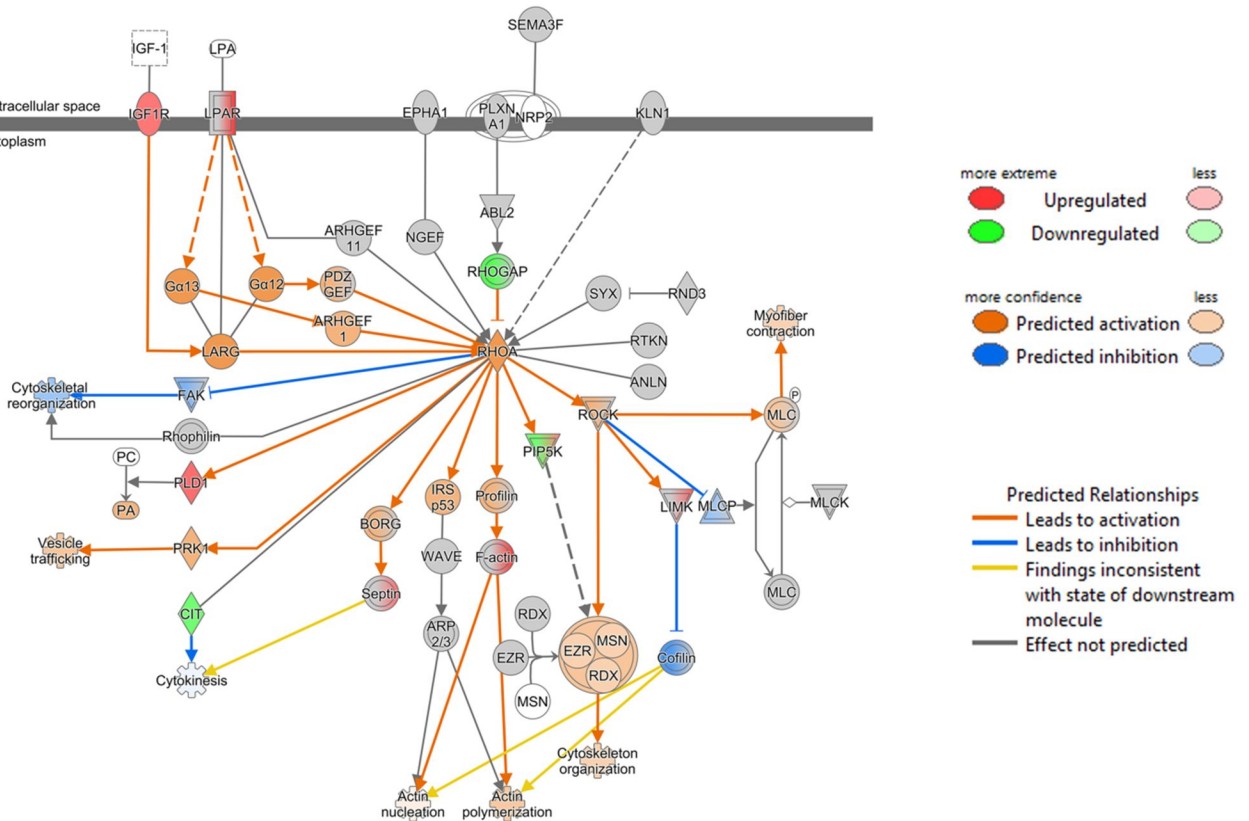 SEMA3F
IGF-1
LPA
tracellular space
IGF1R
LPAR
EPHA1
PLXN
A1
NRP2
KLN1
toplasm
more extreme
less
Upregulated
Downregulated
ABL2
ARHGEF
11
NGEF
RHOGAP
Gα13
Gα12
PDZ
GEF
SYX
RND3
more confidence
less
Predicted activation
Predicted inhibition
ARHGEF
1
Myofiber
contraction
LARG
RHOA
RTKN
ANLN
Cytoskeletal
reorganization
FAK
ROCK
P
MLC
Rhophilin
PIP5K
PC
PLD1
PA
IRS
p53
Profilin
LIMK
MLCP
MLCK
Predicted Relationships
Leads to activation
Leads to inhibition
Findings inconsistent
with state of downstream
molecule
Effect not predicted
BORG
Vesicle
trafficking
PRK1
WAVE
F-actin
Septin
MLC
CIT
RDX
ARP
2/3
EZR
MSN
EZR
MSN
RDX
Cofilin
Cytokinesis
Cytoskeleton
organization
Actin
nucleation
Actin
polymerization